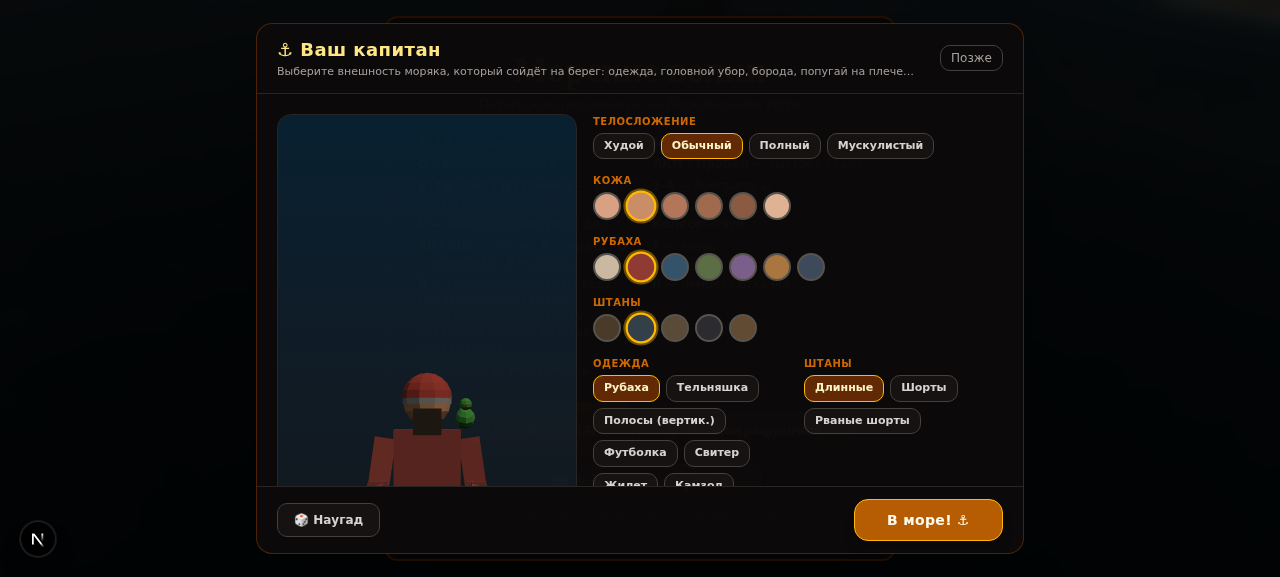 ⚓ Ваш капитан
Выберите внешность моряка, который сойдёт на берег: одежда, головной убор, борода, попугай на плече…
Позже
ТЕЛОСЛОЖЕНИЕ
Худой Обычный Полный Мускулистый
КОЖА
РУБАХА
ШТАНЫ
ОДЕЖДА
Рубаха Тельняшка
Полосы (вертик.)
Футболка Свитер
Жилет Камзол
ШТАНЫ
Длинные Шорты
Рваные шорты
🎲 Наугад
В море! ⚓
N